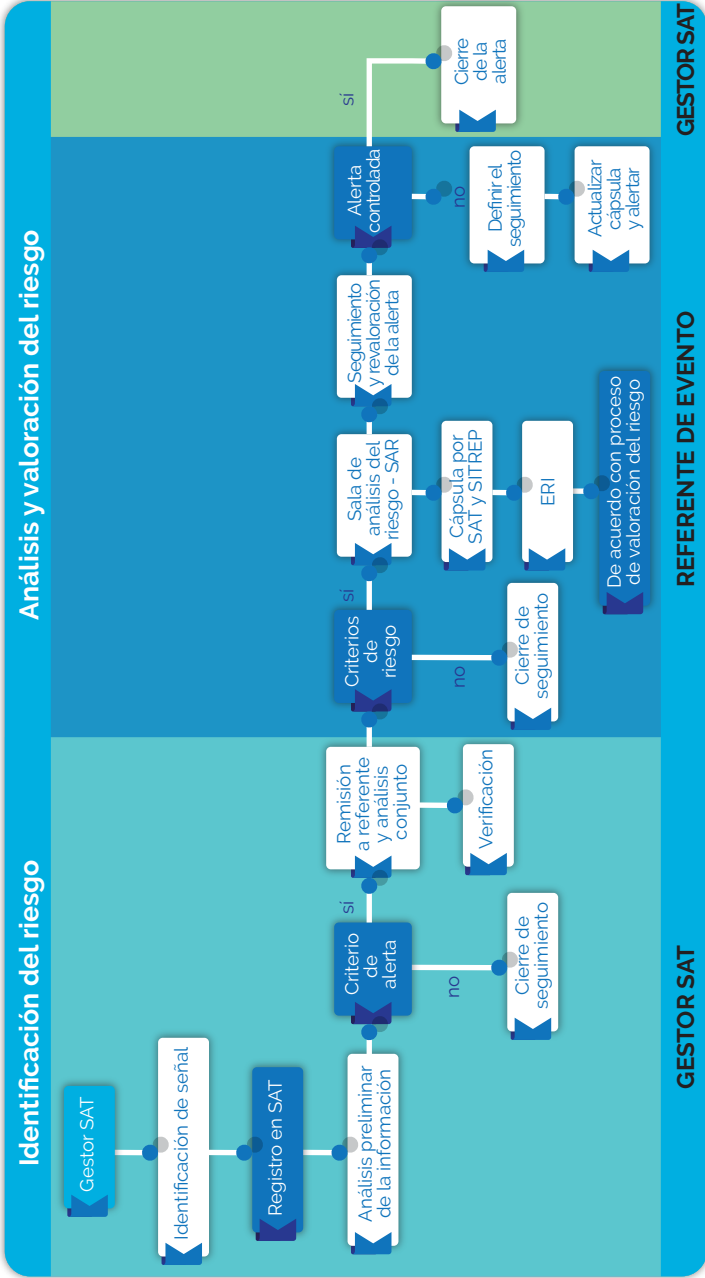 Identificación del riesgo
Análisis y valoración del riesgo
Gestor SAT
Identificación de señal
Registro en SAT
Análisis preliminar
de la información
Criterio
de
alerta
no
Cierre de
seguimiento
sí
Remisión
a referente
y análisis
conjunto
Verificación
Criterios
de
riesgo
no
Cierre de
seguimiento
sí
Sala de
análisis del
riesgo - SAR
Cápsula por
SAT y SITREP
ERI
De acuerdo con proceso
de valoración del riesgo
Seguimiento
y revaloración
de la alerta
Alerta
controlada
no
Definir el
seguimiento
Actualizar
cápsula
y alertar
sí
Cierre
de la
alerta
GESTOR SAT
REFERENTE DE EVENTO
GESTOR SAT